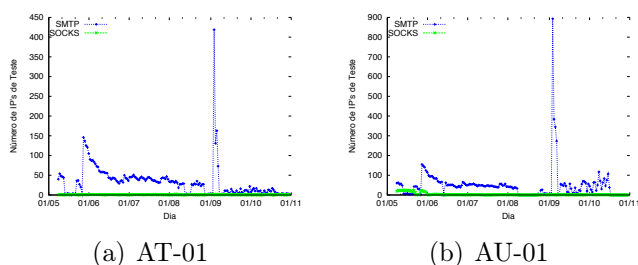 SMTP
SOCKS
Número de IP's de Teste
450
400
350
300
250
200
150
100
50
0
01/05 01/06 01/07 01/08 01/09 01/10 01/11
Dia
(a) AT-01
SMTP
SOCKS
Número de IP's de Teste
900
800
700
600
500
400
300
200
100
0
01/05 01/06 01/07 01/08 01/09 01/10 01/11
Dia
(b) AU-01